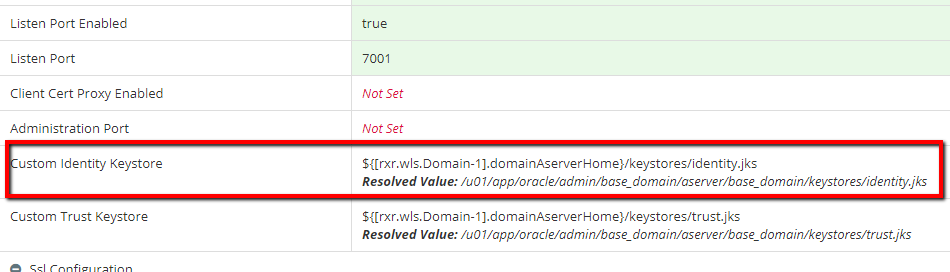 Listen Port Enabled true
Listen Port 7001
Client Cert Proxy Enabled Not Set
Administration Port Not Set
Custom Identity Keystore ${[rxr.wls.Domain-1].domainAserverHome}/keystores/identity.jks
Resolved Value: /u01/app/oracle/admin/base_domain/aserver/base_domain/keystores/identity.jks
Custom Trust Keystore ${[rxr.wls.Domain-1].domainAserverHome}/keystores/trust.jks
Resolved Value: /u01/app/oracle/admin/base_domain/aserver/base_domain/keystores/trust.jks
Ssl Configuration